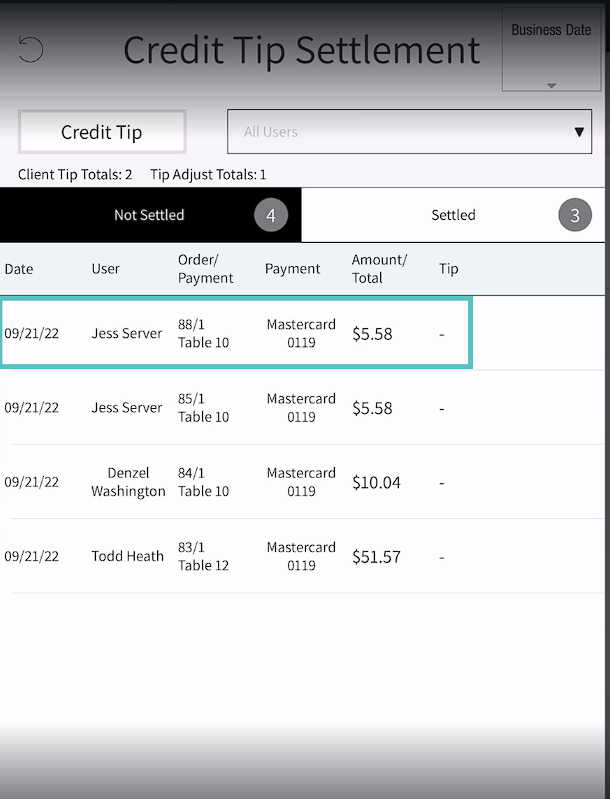 Credit Tip Settlement
Business Date
Credit Tip
All Users
Client Tip Totals: 2 Tip Adjust Totals: 1
Not Settled 4 Settled 3
Date User Order/ Payment Payment Amount/ Total Tip
09/21/22 Jess Server 88/1 Table 10 Mastercard 0119 $5.58 -
09/21/22 Jess Server 85/1 Table 10 Mastercard 0119 $5.58 -
09/21/22 Denzel Washington 84/1 Table 10 Mastercard 0119 $10.04 -
09/21/22 Todd Heath 83/1 Table 12 Mastercard 0119 $51.57 -